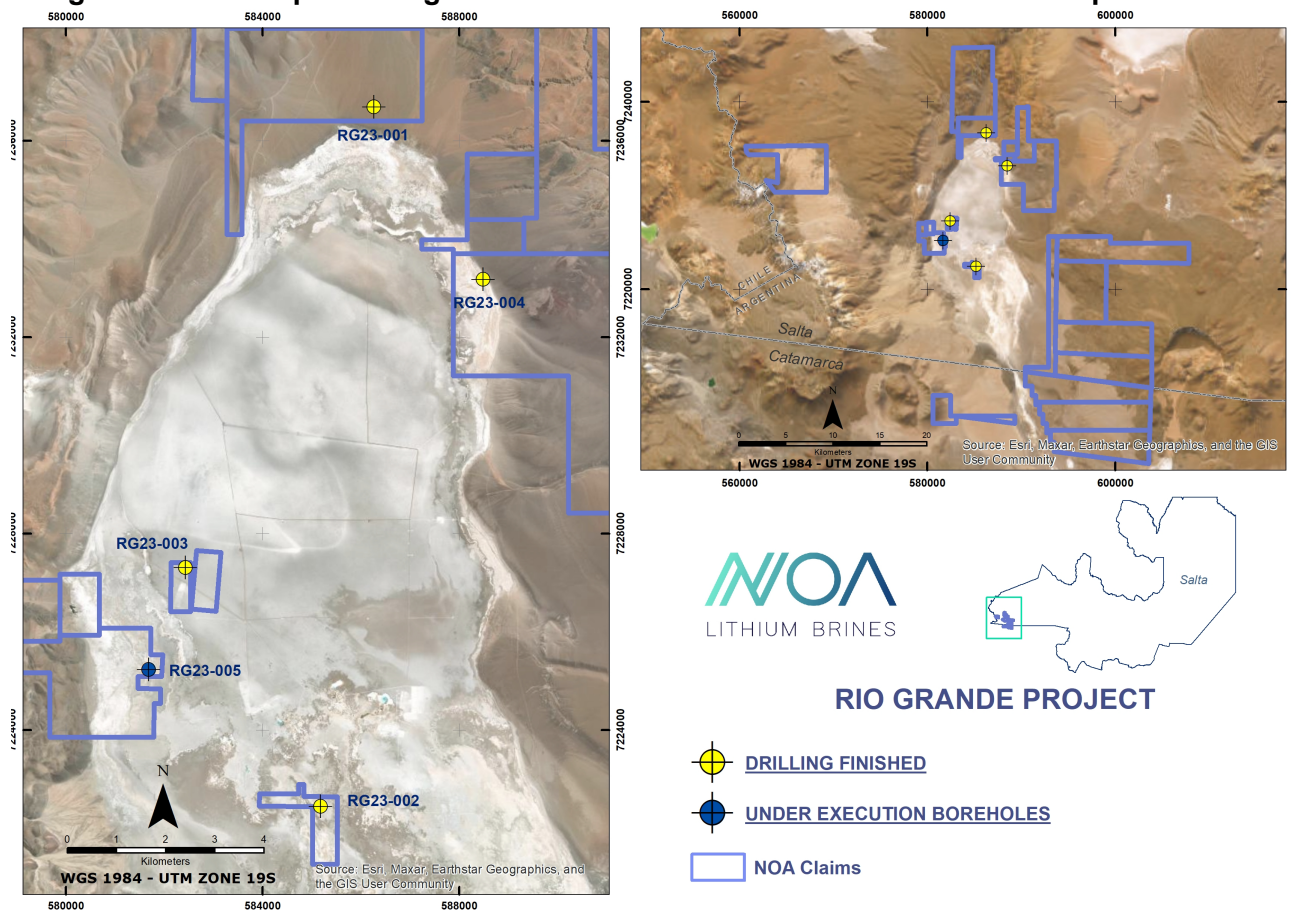 580000 584000 588000
560000 580000 600000
7236000
7232000
7228000
7224000
RG23-001
RG23-004
RG23-003
RG23-005
RG23-002
N
0 1 2 3 4
Kilometers
WGS 1984 - UTM ZONE 19S
Source: Esri, Maxar, Earthstar Geographics, and
the GIS User Community
580000 584000 588000
7240000
7220000
CHILE
ARGENTINA
Salta
Catamarca
N
0 5 10 15 20
Kilometers
WGS 1984 - UTM ZONE 19S
Source: Esri, Maxar, Earthstar Geographics, and the GIS
User Community
560000 580000 600000
NOA
LITHIUM BRINES
Salta
RIO GRANDE PROJECT
DRILLING FINISHED
UNDER EXECUTION BOREHOLES
NOA Claims